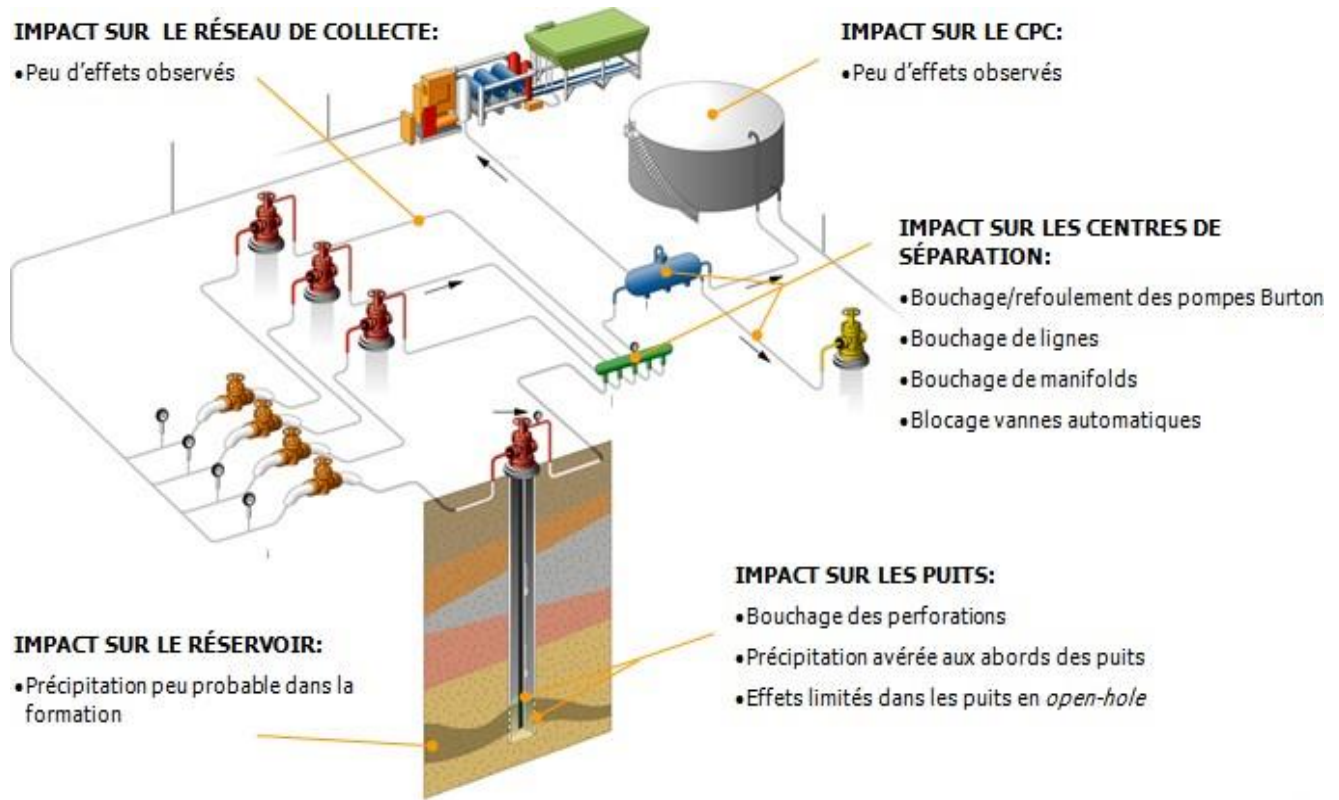 IMPACT SUR LE RÉSEAU DE COLLECTE:
•Peu d’effets observés
IMPACT SUR LE CPC:
•Peu d’effets observés
IMPACT SUR LES CENTRES DE
SÉPARATION:
•Bouchage/refoulement des pompes Burton
•Bouchage de lignes
•Bouchage de manifolds
•Blocage vannes automatiques
IMPACT SUR LES PUITS:
•Bouchage des perforations
•Précipitation avérée aux abords des puits
•Effets limités dans les puits en open-hole
IMPACT SUR LE RÉSERVOIR:
•Précipitation peu probable dans la
formation